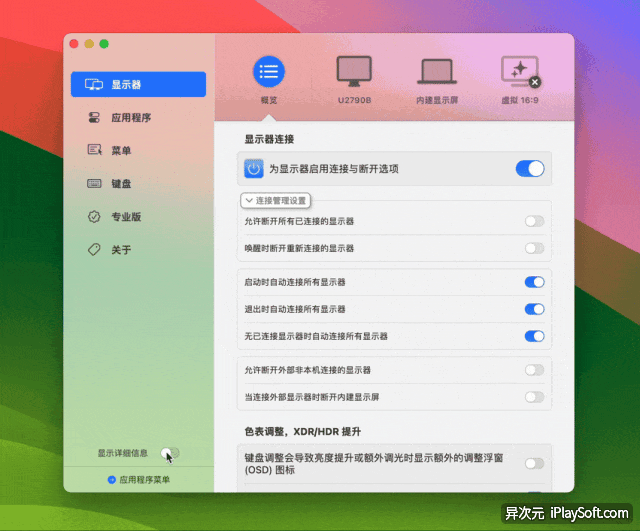 显示器
应用程序
菜单
键盘
专业版
关于
显示详细信息
应用程序菜单
概览
U2790B
内建显示屏
虚拟 16:9
显示器连接
为显示器启用连接与断开选项
连接管理设置
允许断开所有已连接的显示器
唤醒时断开重新连接的显示器
启动时自动连接所有显示器
退出时自动连接所有显示器
无已连接显示器时自动连接所有显示器
允许断开外部非本机连接的显示器
当连接外部显示器时断开内建显示屏
色表调整，XDR/HDR 提升
键盘调整会导致亮度提升或额外调光时显示额外的调整浮窗
(OSD) 图标
异次元 iPlaySoft.com